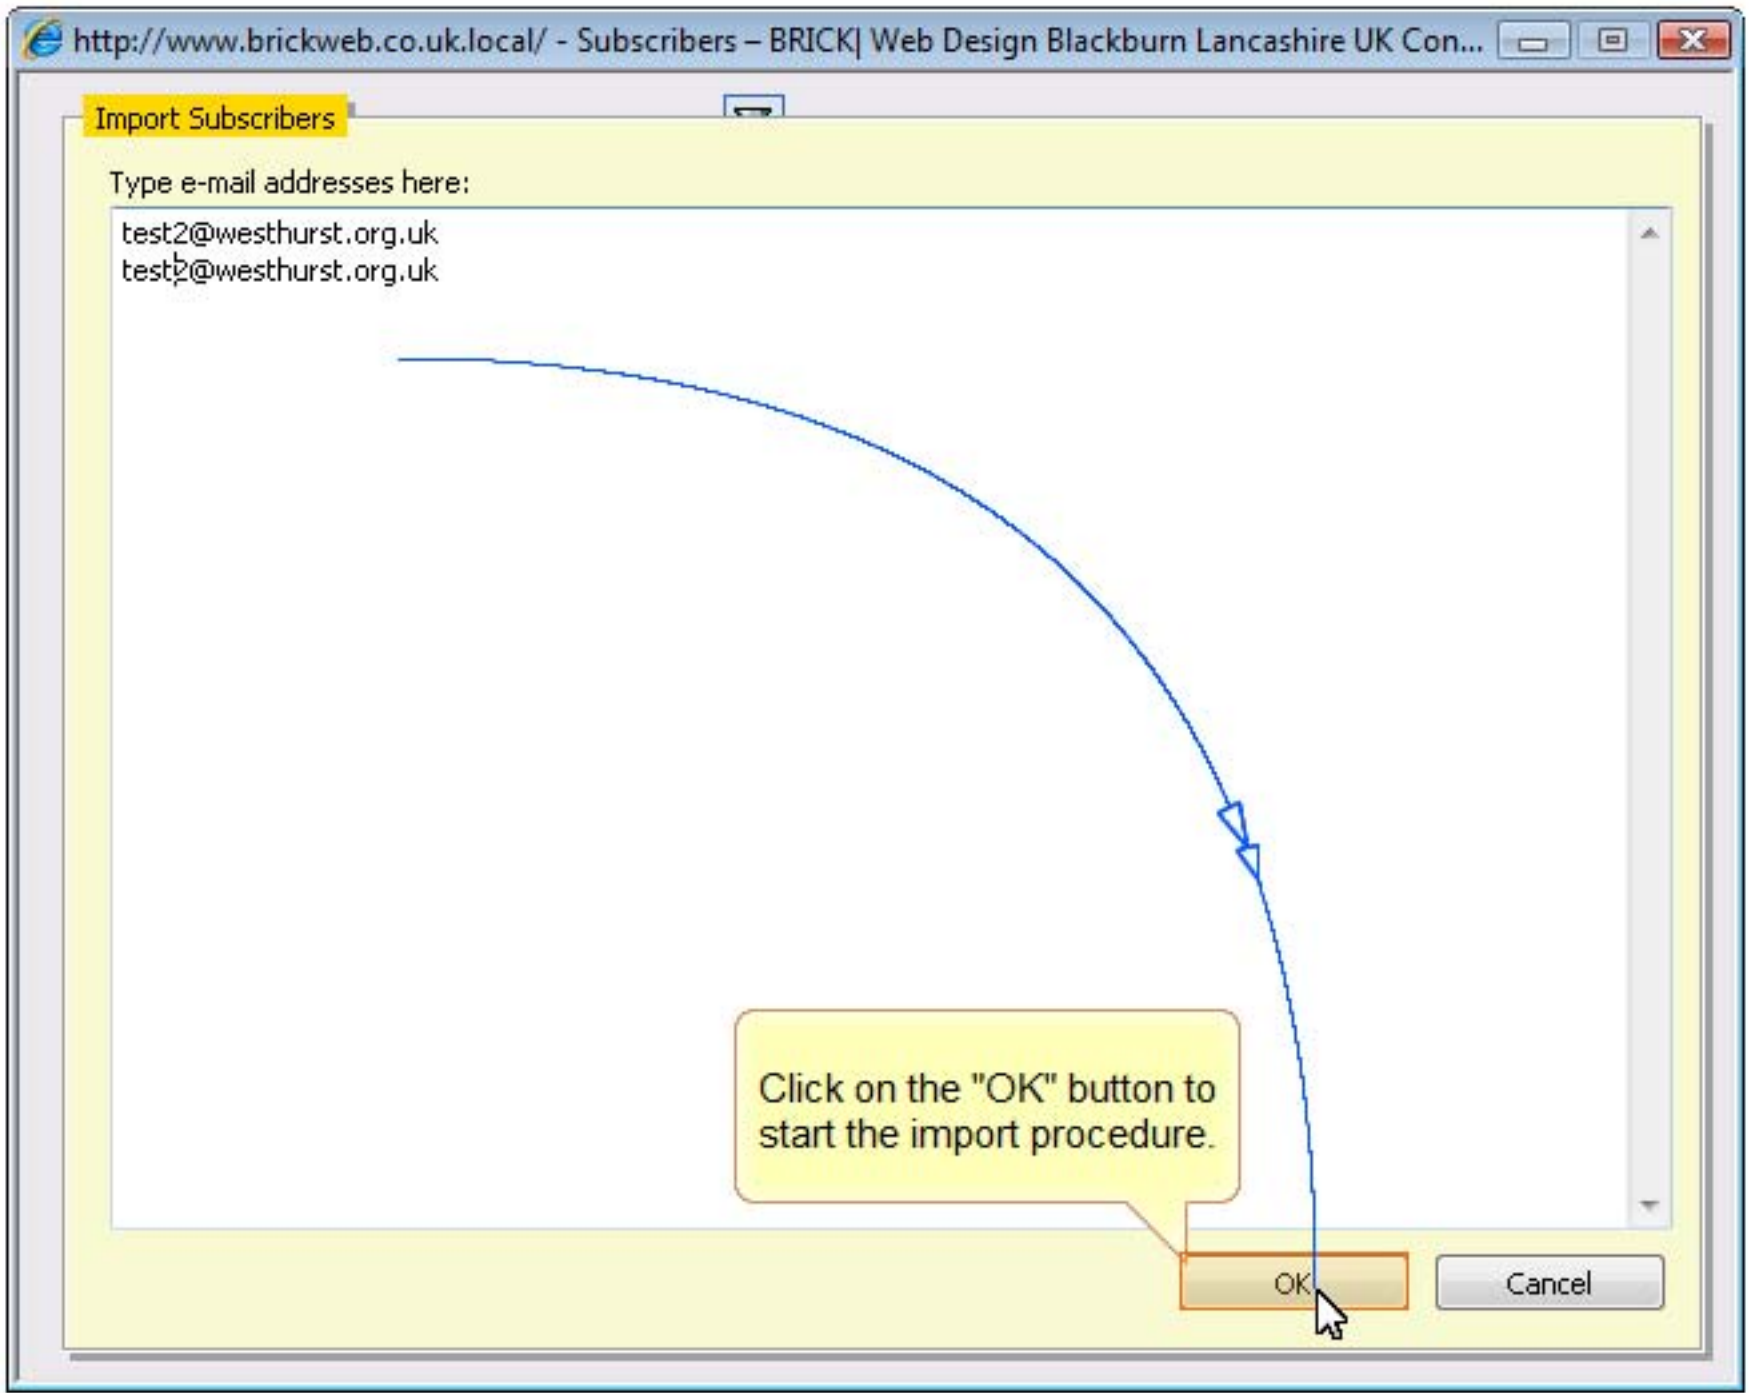 http://www.brickweb.co.uk.local/ - Subscribers – BRICK| Web Design Blackburn Lancashire UK Con...
Import Subscribers
Type e-mail addresses here:
test2@westhurst.org.uk
test2@westhurst.org.uk
Click on the "OK" button to
start the import procedure.
OK
Cancel